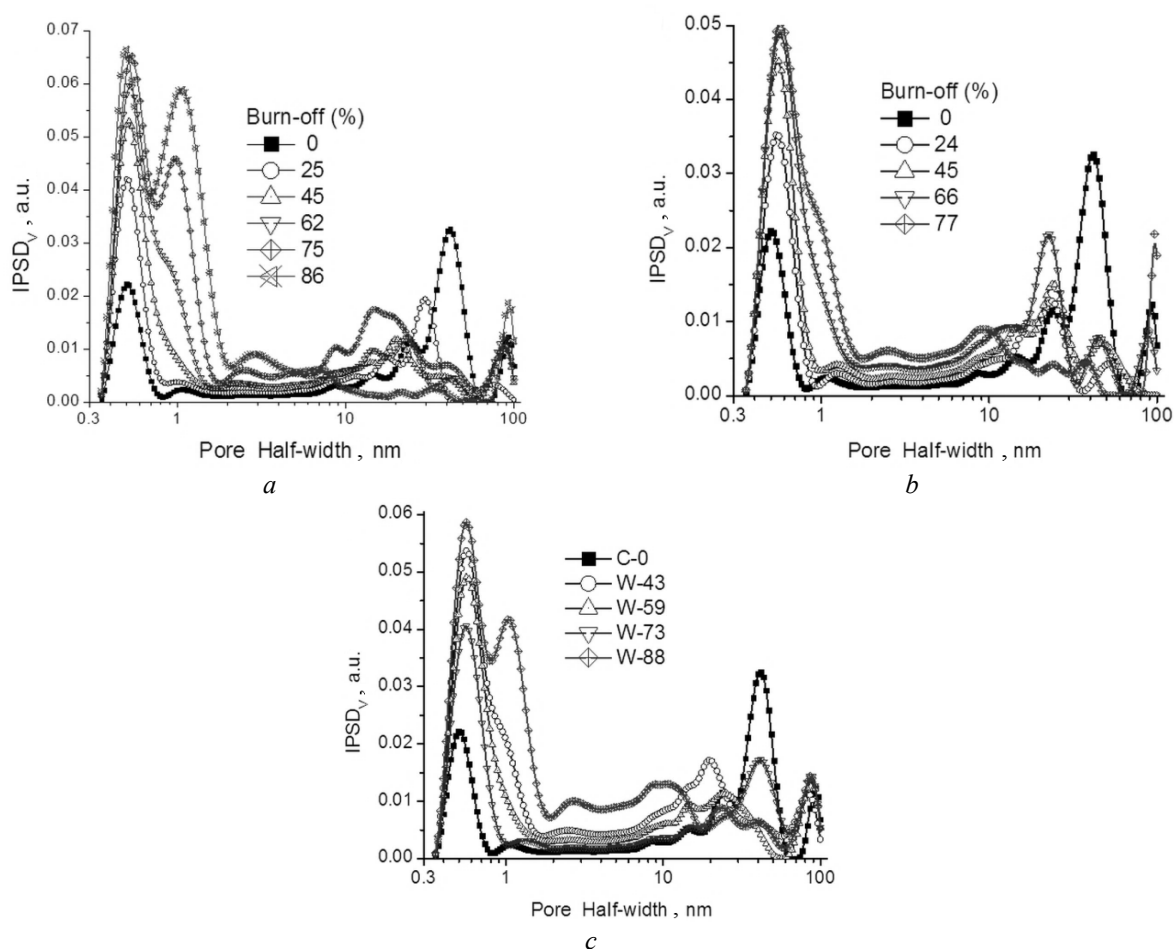 0.07
0.06
0.05
0.04
0.03
0.02
0.01
0.00
IPSD_V , a.u.
Burn-off (%)
0
25
45
62
75
86
0.3
1
10
100
Pore Half-width , nm
a
0.05
0.04
0.03
0.02
0.01
0.00
IPSD_V , a.u.
Burn-off (%)
0
24
45
66
77
0.3
1
10
100
Pore Half-width , nm
b
0.06
0.05
0.04
0.03
0.02
0.01
0.00
IPSD_V , a.u.
C-0
W-43
W-59
W-73
W-88
0.3
1
10
100
Pore Half-width , nm
c